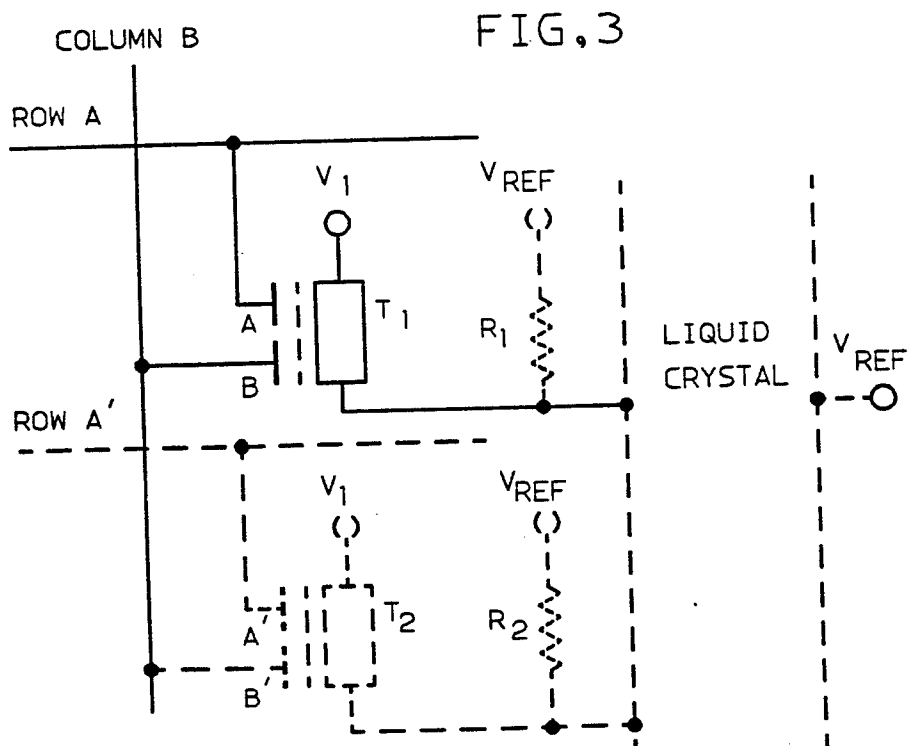 FIG.3
COLUMN B
ROW A
V1
VREF
A
T1
R1
LIQUID
CRYSTAL
VREF
B
ROW A'
V1
VREF
A'
T2
R2
B'